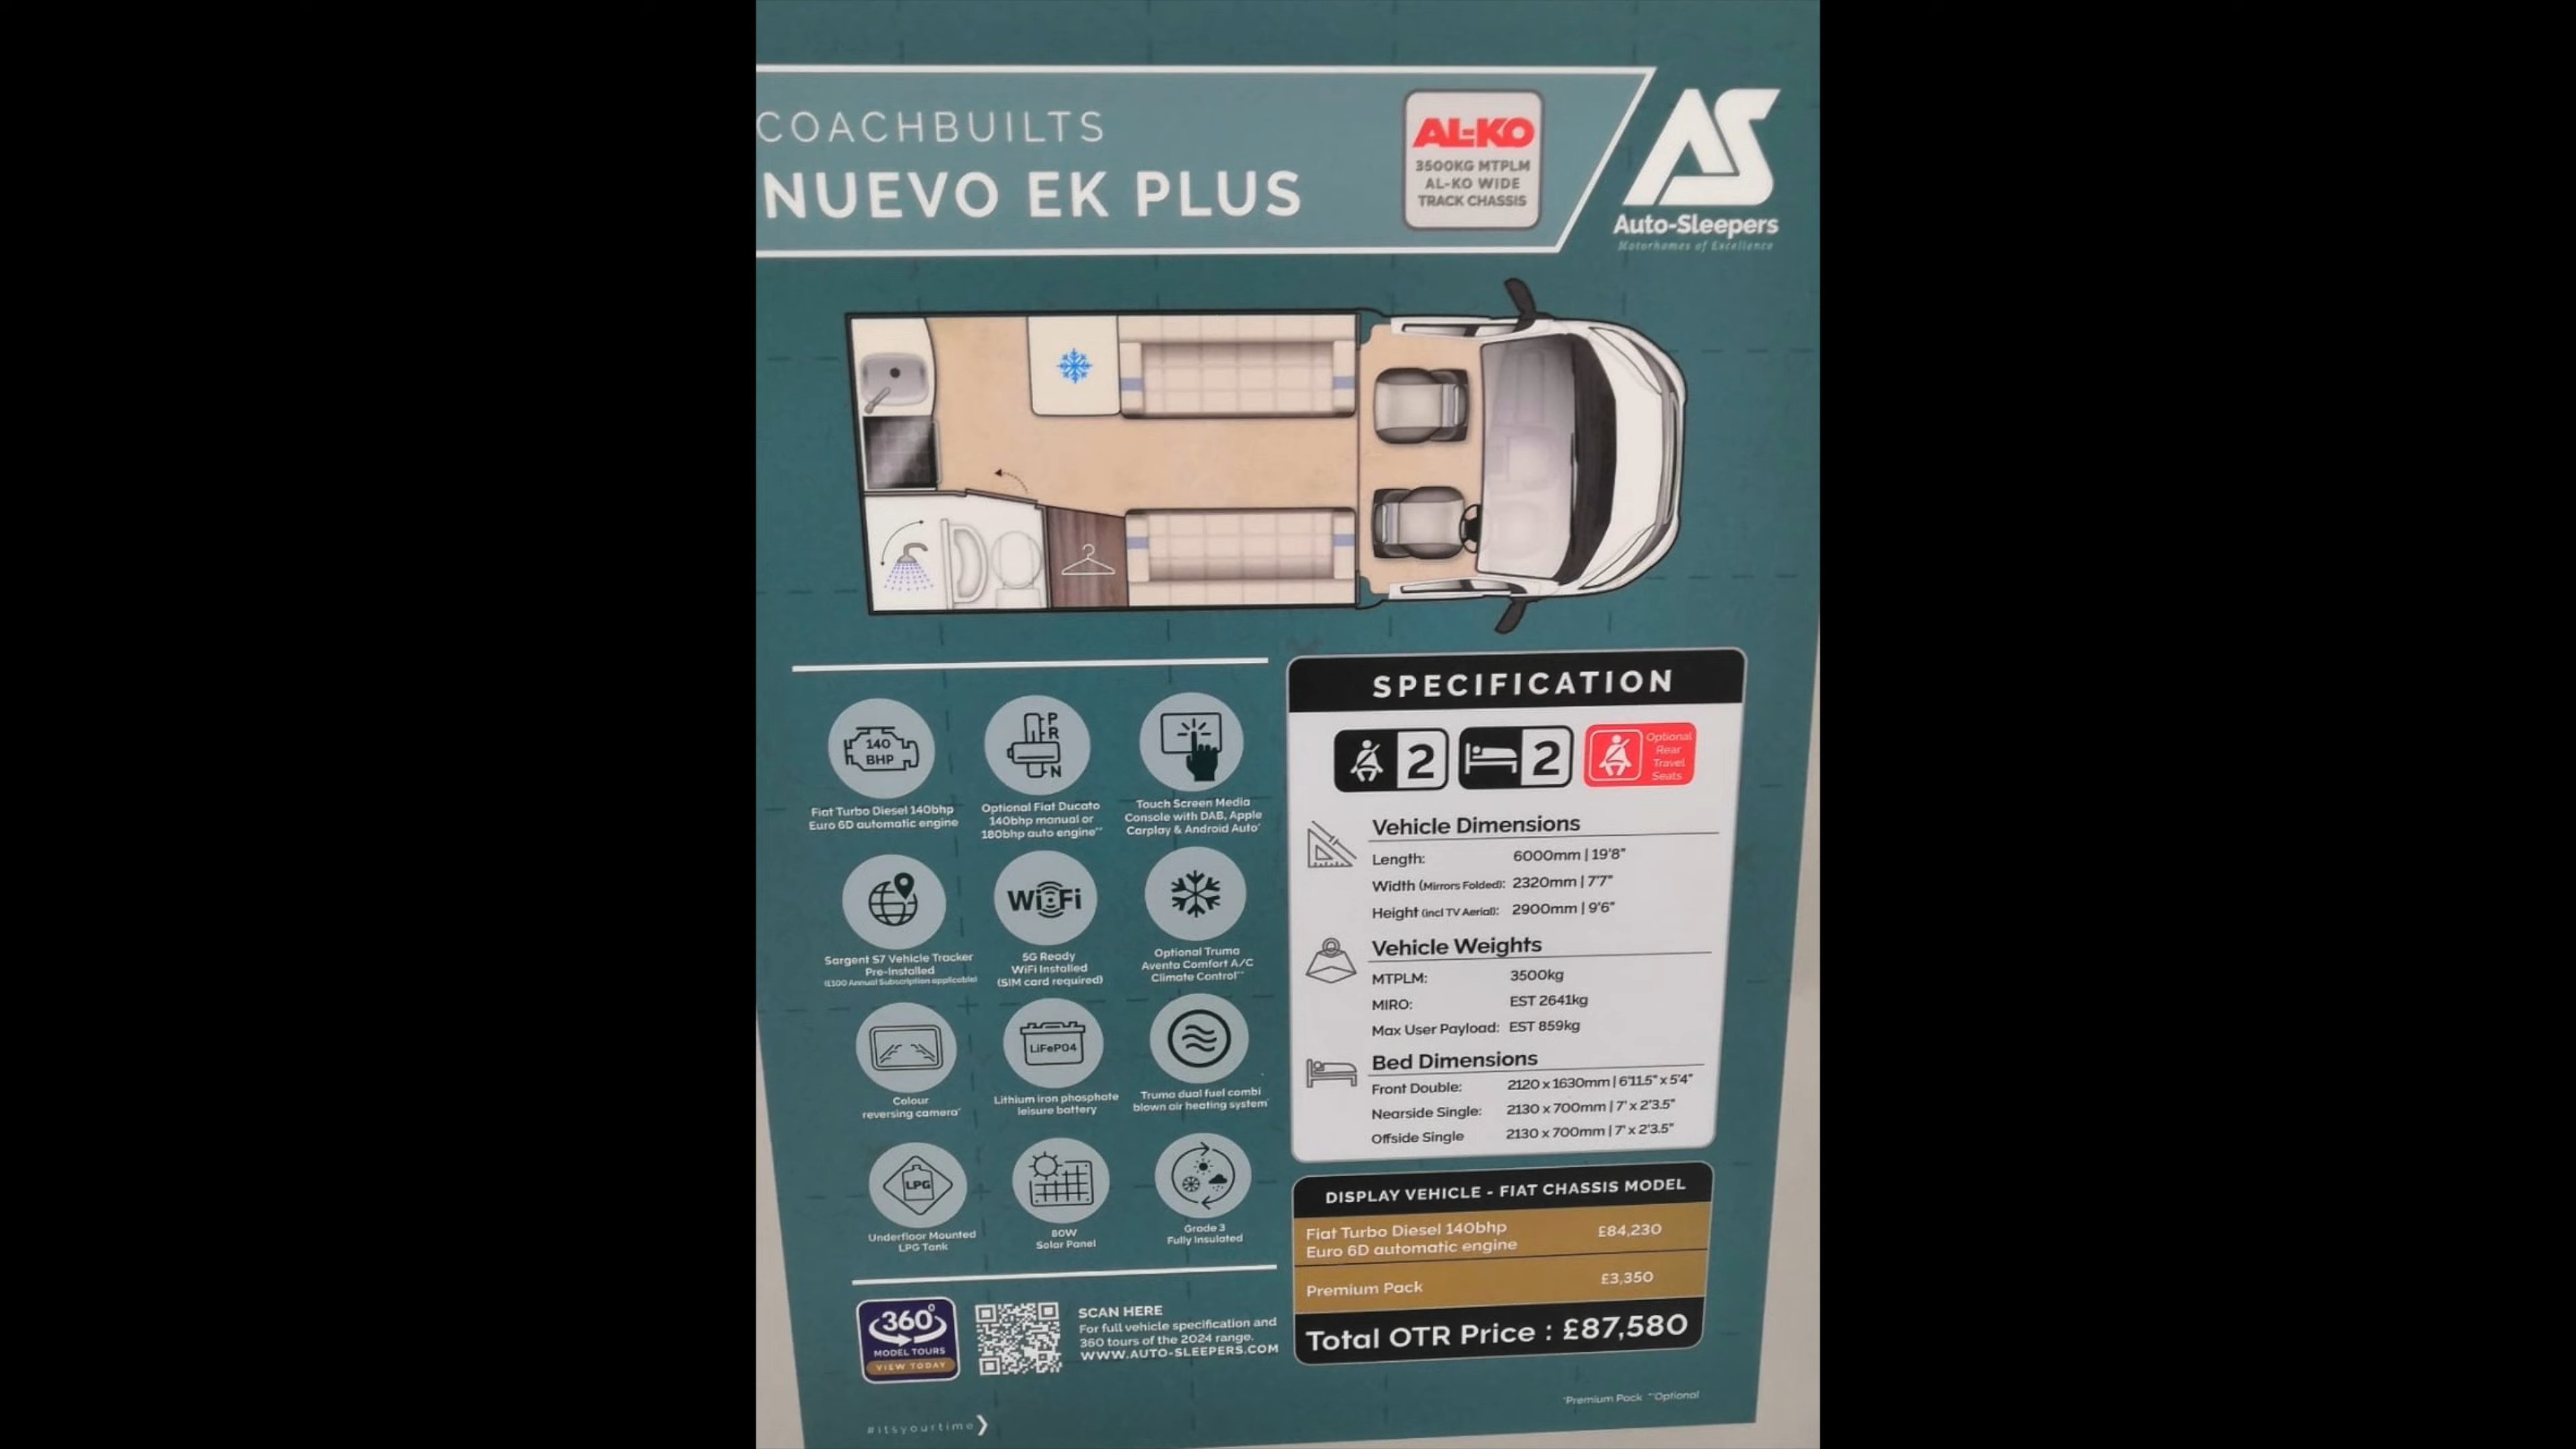 COACHBUILTS
NUEVO EK PLUS
AL-KO
3500KG MTPLM
AL-KO WIDE
TRACK CHASSIS
AS
Auto-Sleepers
Motorhomes of Excellence
140
BHP
Fiat Turbo Diesel 140bhp
Euro 6D automatic engine
P
R
N
Optional Fiat Ducato
140bhp manual or
180bhp auto engine**
Touch Screen Media
Console with DAB, Apple
Carplay & Android Auto*
Sargent S7 Vehicle Tracker
Pre-Installed
(£100 Annual Subscription applicable)
WiFi
5G Ready
WiFi Installed
(SIM card required)
Optional Truma
Aventa Comfort A/C
Climate Control**
Colour
reversing camera*
LiFePO4
Lithium iron phosphate
leisure battery
Truma dual fuel combi
blown air heating system*
LPG
Underfloor Mounted
LPG Tank
80W
Solar Panel
Grade 3
Fully Insulated
360°
MODEL TOURS
VIEW TODAY
SCAN HERE
For full vehicle specification and
360 tours of the 2024 range.
WWW.AUTO-SLEEPERS.COM
#itsyourtime
SPECIFICATION
2
2
Optional
Rear
Travel
Seats
Vehicle Dimensions
Length: 6000mm | 19'8"
Width (Mirrors Folded): 2320mm | 7'7"
Height (incl TV Aerial): 2900mm | 9'6"
Vehicle Weights
MTPLM: 3500kg
MIRO: EST 2641kg
Max User Payload: EST 859kg
Bed Dimensions
Front Double: 2120 x 1630mm | 6'11.5" x 5'4"
Nearside Single: 2130 x 700mm | 7' x 2'3.5"
Offside Single 2130 x 700mm | 7' x 2'3.5"
DISPLAY VEHICLE - FIAT CHASSIS MODEL
Fiat Turbo Diesel 140bhp
Euro 6D automatic engine £84,230
Premium Pack £3,350
Total OTR Price : £87,580
*Premium Pack **Optional